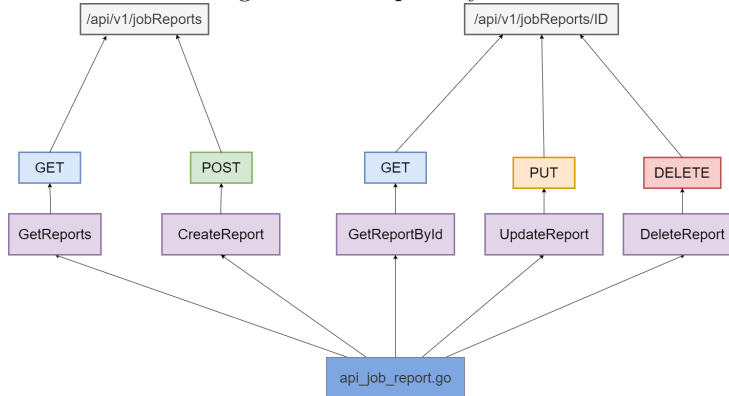 /api/v1/jobReports
/api/v1/jobReports/ID
GET
POST
GET
PUT
DELETE
GetReports
CreateReport
GetReportById
UpdateReport
DeleteReport
api_job_report.go